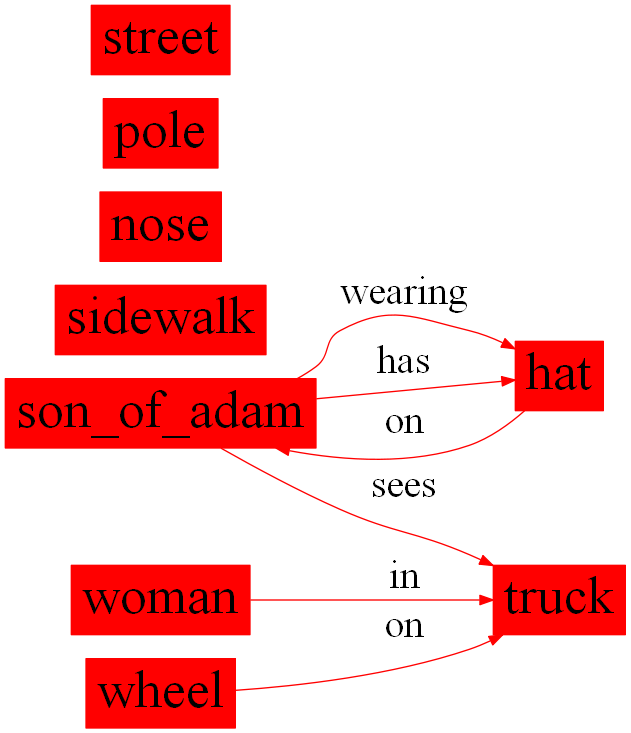 street
pole
nose
sidewalk
wearing
has
hat
son_of_adam
on
sees
woman
in
truck
on
wheel